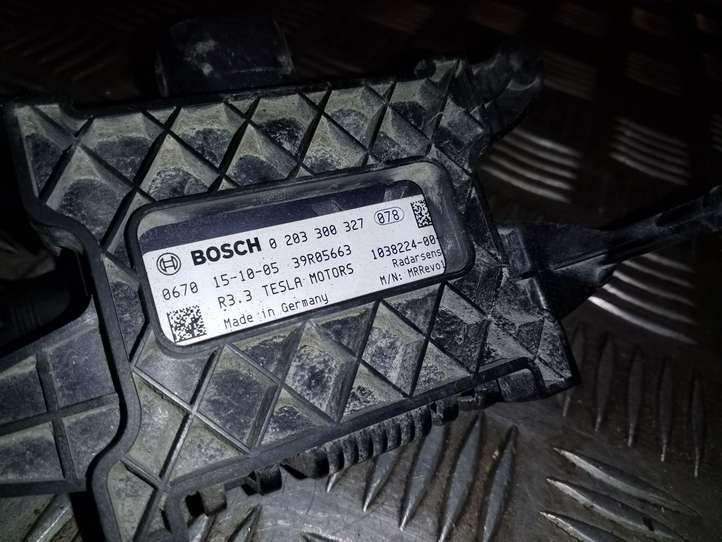 BOSCH 0 203 300 327 078
0670 15-10-05 39R05663 1038224-00
R3.3 TESLA MOTORS Radarsens
Made in Germany M/N: MRRevo1